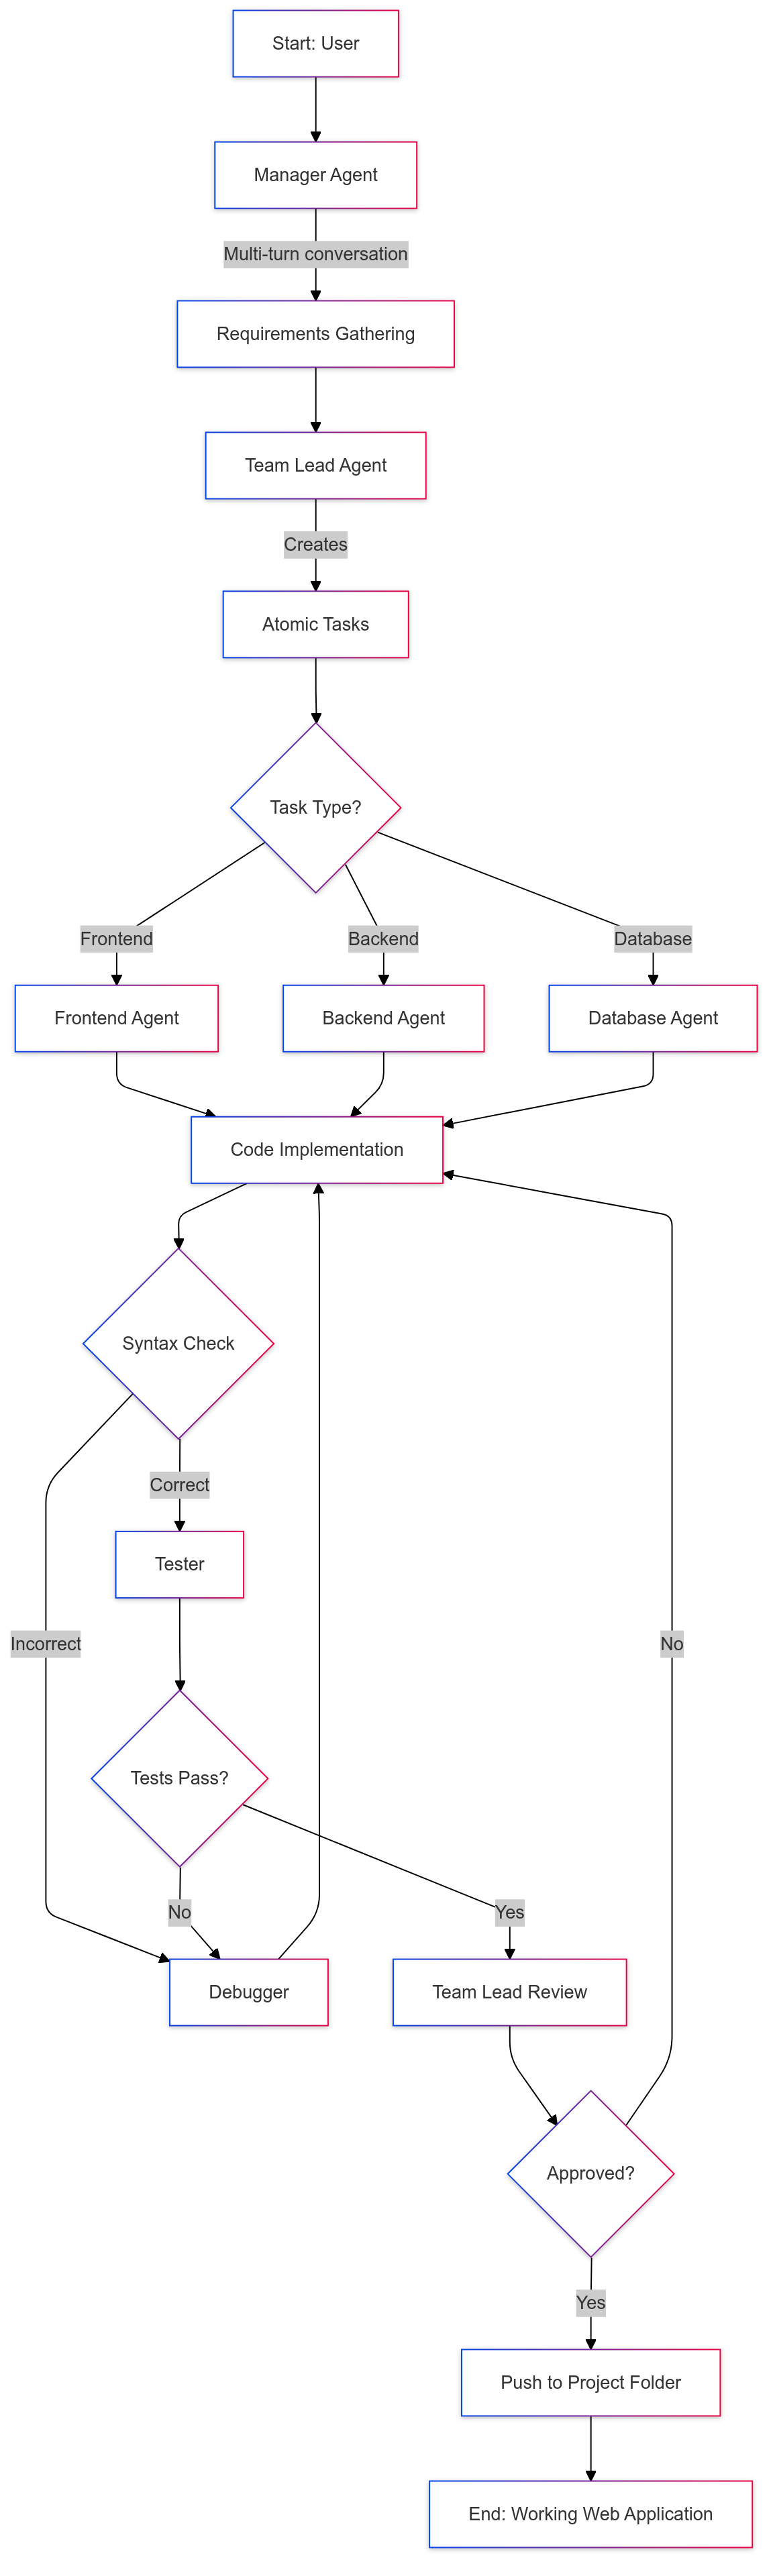 Start: User
Manager Agent
Multi-turn conversation
Requirements Gathering
Team Lead Agent
Creates
Atomic Tasks
Task Type?
Frontend
Backend
Database
Frontend Agent
Backend Agent
Database Agent
Code Implementation
Syntax Check
Correct
Tester
Incorrect
No
Tests Pass?
No
Yes
Debugger
Team Lead Review
Approved?
Yes
Push to Project Folder
End: Working Web Application